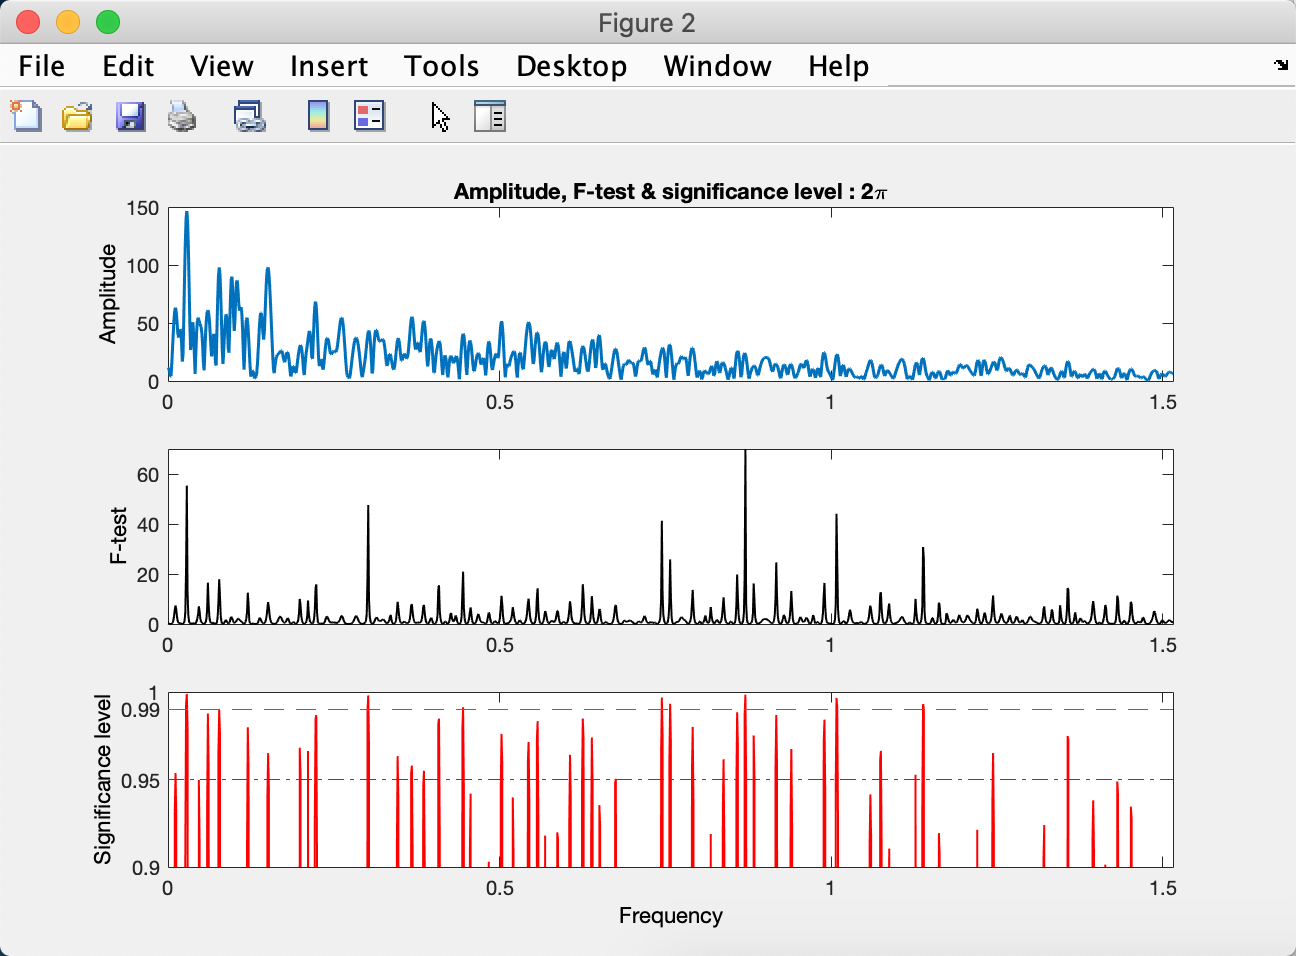 Figure 2
File Edit View Insert Tools Desktop Window Help
Amplitude, F-test & significance level : 2π
Amplitude
150
100
50
0
0 0.5 1 1.5
F-test
60
40
20
0
0 0.5 1 1.5
Significance level
1
0.99
0.95
0.9
0 0.5 1 1.5
Frequency